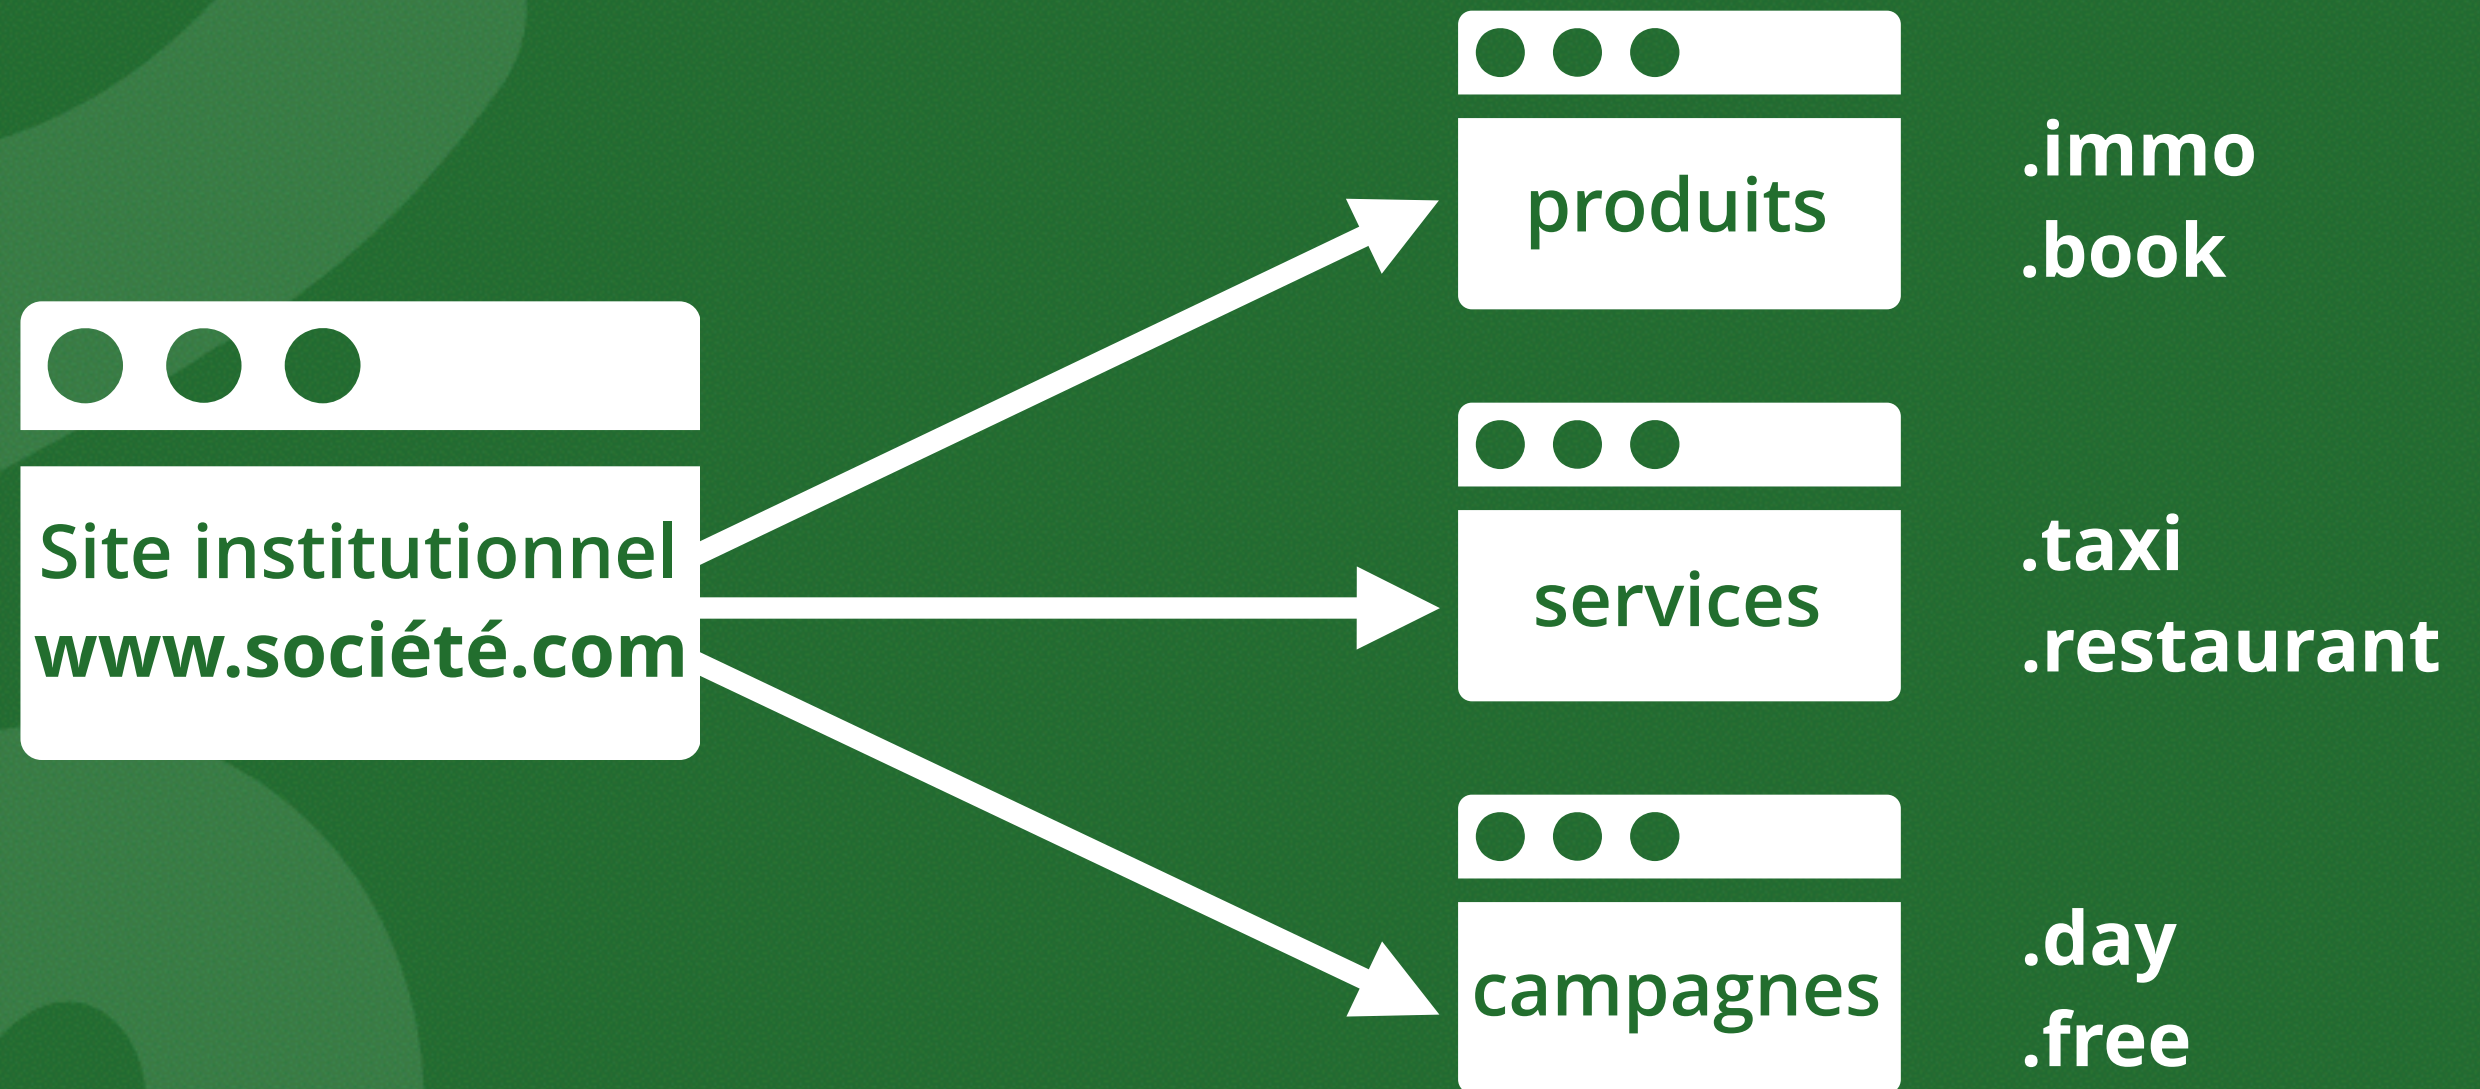 Site institutionnel
www.société.com
produits
.immo
.book
services
.taxi
.restaurant
campagnes
.day
.free